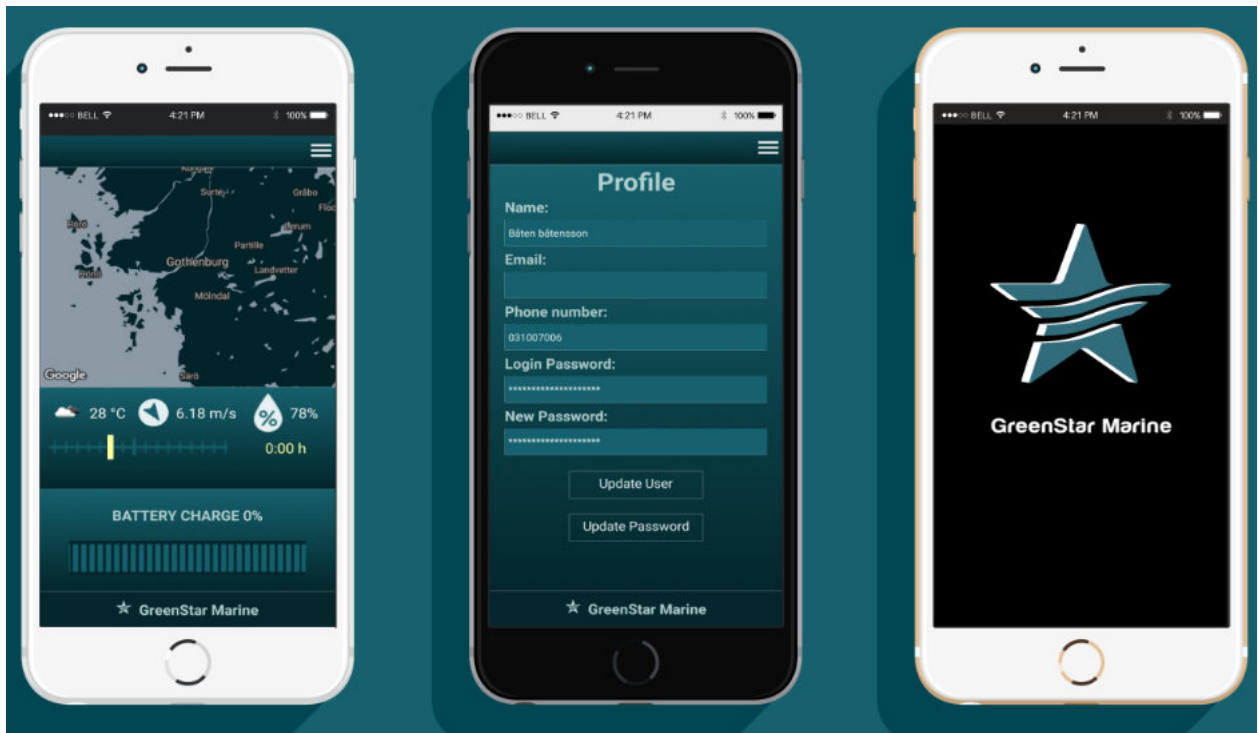 BELL 4:21 PM 100%
Surte
Gråbo
Partille
Gothenburg
Landvetter
Mölndal
Google
Särö
28 °C 6.18 m/s % 78%
0:00 h
BATTERY CHARGE 0%
GreenStar Marine
BELL 4:21 PM 100%
Profile
Name:
Båten båtensson
Email:
Phone number:
031007006
Login Password:
********************
New Password:
********************
Update User
Update Password
GreenStar Marine
BELL 4:21 PM 100%
GreenStar Marine